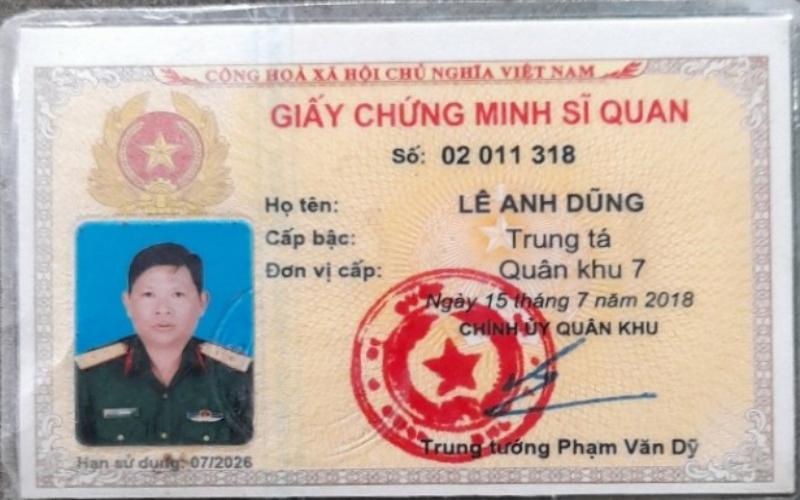 CỘNG HOÀ XÃ HỘI CHỦ NGHĨA VIỆT NAM
GIẤY CHỨNG MINH SĨ QUAN
Số: 02 011 318
Họ tên: LÊ ANH DŨNG
Cấp bậc: Trung tá
Đơn vị cấp: Quân khu 7
Ngày 15 tháng 7 năm 2018
CHÍNH ỦY QUÂN KHU
Trung tướng Phạm Văn Dỹ
Hạn sử dụng: 07/2026